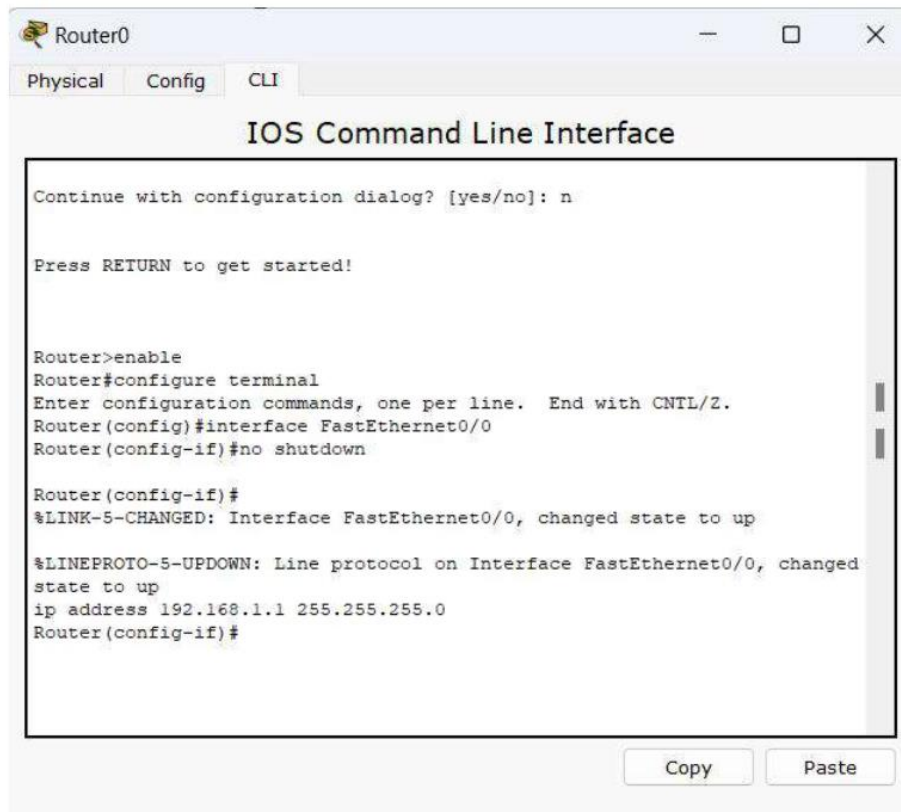 Router0
Physical Config CLI
IOS Command Line Interface
Continue with configuration dialog? [yes/no]: n
Press RETURN to get started!
Router>enable
Router#configure terminal
Enter configuration commands, one per line.  End with CNTL/Z.
Router(config)#interface FastEthernet0/0
Router(config-if)#no shutdown
Router(config-if)#
%LINK-5-CHANGED: Interface FastEthernet0/0, changed state to up
%LINEPROTO-5-UPDOWN: Line protocol on Interface FastEthernet0/0, changed
state to up
ip address 192.168.1.1 255.255.255.0
Router(config-if)#
Copy Paste